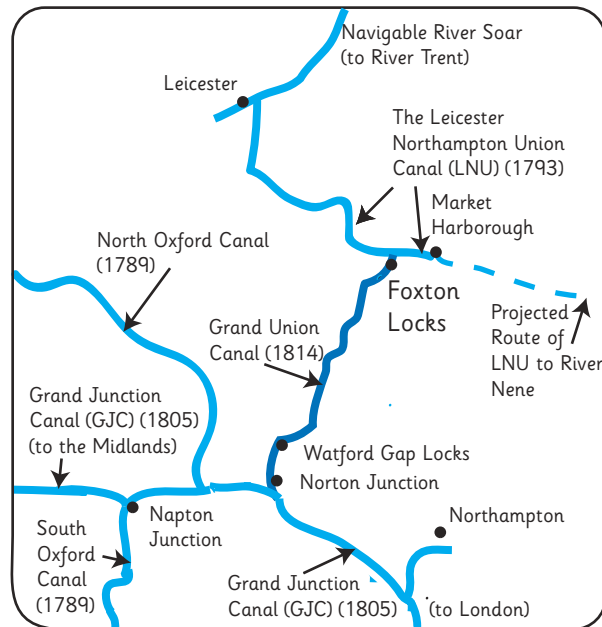 Navigable River Soar
(to River Trent)
Leicester
The Leicester
Northampton Union
Canal (LNU) (1793)
Market
Harborough
North Oxford Canal
(1789)
Foxton
Locks
Projected
Route of
LNU to River
Nene
Grand Union
Canal (1814)
Grand Junction
Canal (GJC) (1805)
(to the Midlands)
Watford Gap Locks
Norton Junction
Napton
Junction
Northampton
South
Oxford
Canal
(1789)
Grand Junction
Canal (GJC) (1805)
(to London)